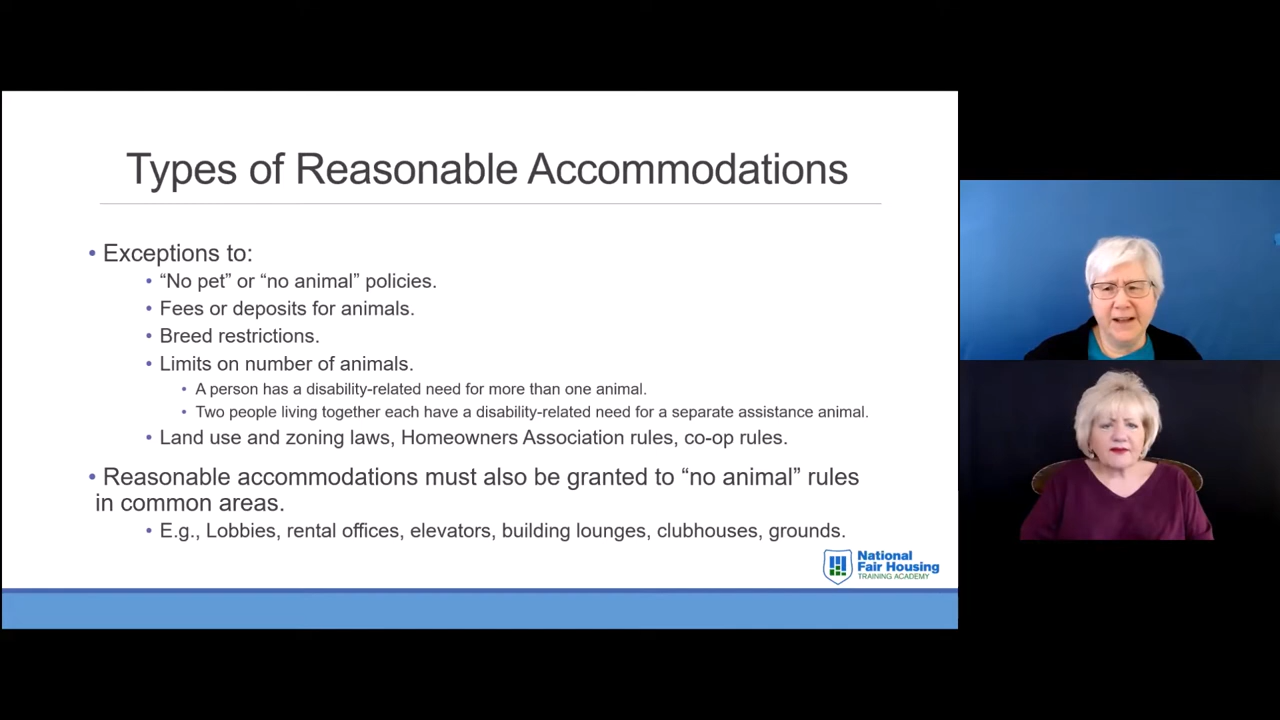 Types of Reasonable Accommodations
• Exceptions to:
• “No pet” or “no animal” policies.
• Fees or deposits for animals.
• Breed restrictions.
• Limits on number of animals.
• A person has a disability-related need for more than one animal.
• Two people living together each have a disability-related need for a separate assistance animal.
• Land use and zoning laws, Homeowners Association rules, co-op rules.
• Reasonable accommodations must also be granted to “no animal” rules
in common areas.
• E.g., Lobbies, rental offices, elevators, building lounges, clubhouses, grounds.
National
Fair Housing
TRAINING ACADEMY